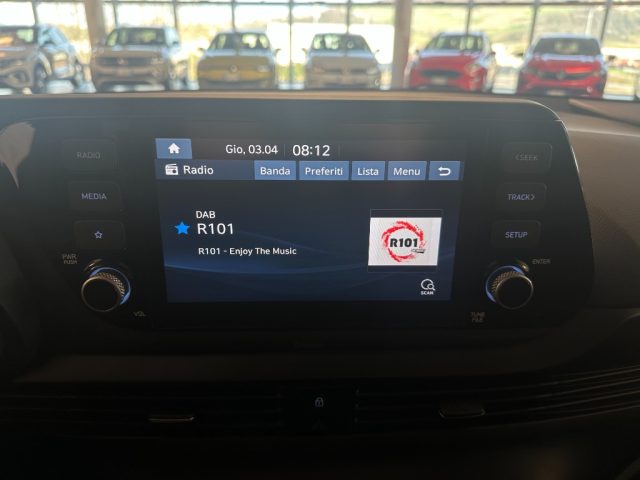 Gio, 03.04 08:12
RADIO
Radio Banda Preferiti Lista Menu
<SEEK
MEDIA
TRACK>
DAB
R101
R101
SETUP
R101 - Enjoy The Music
PWR
PUSH
ENTER
SCAN
VOL
TUNE
FILE